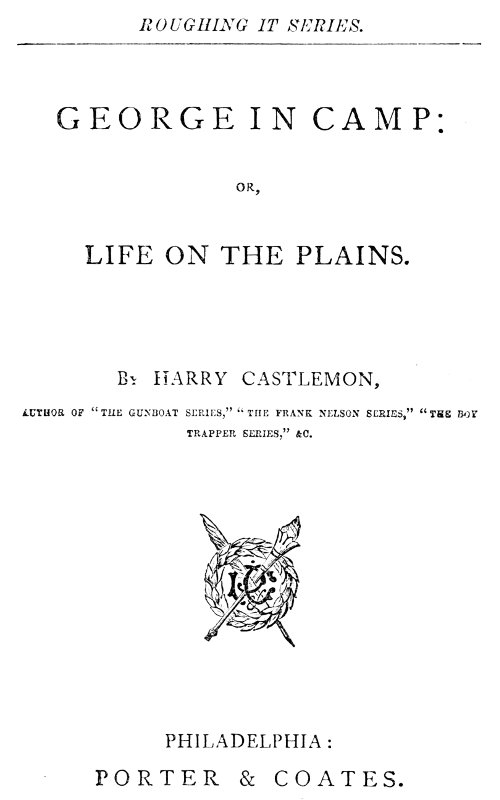 ROUGHING IT SERIES.
GEORGE IN CAMP:
OR,
LIFE ON THE PLAINS.
BY HARRY CASTLEMON,
AUTHOR OF "THE GUNBOAT SERIES," "THE FRANK NELSON SERIES," "THE BOY
TRAPPER SERIES," &C.
PHILADELPHIA:
PORTER & COATES.